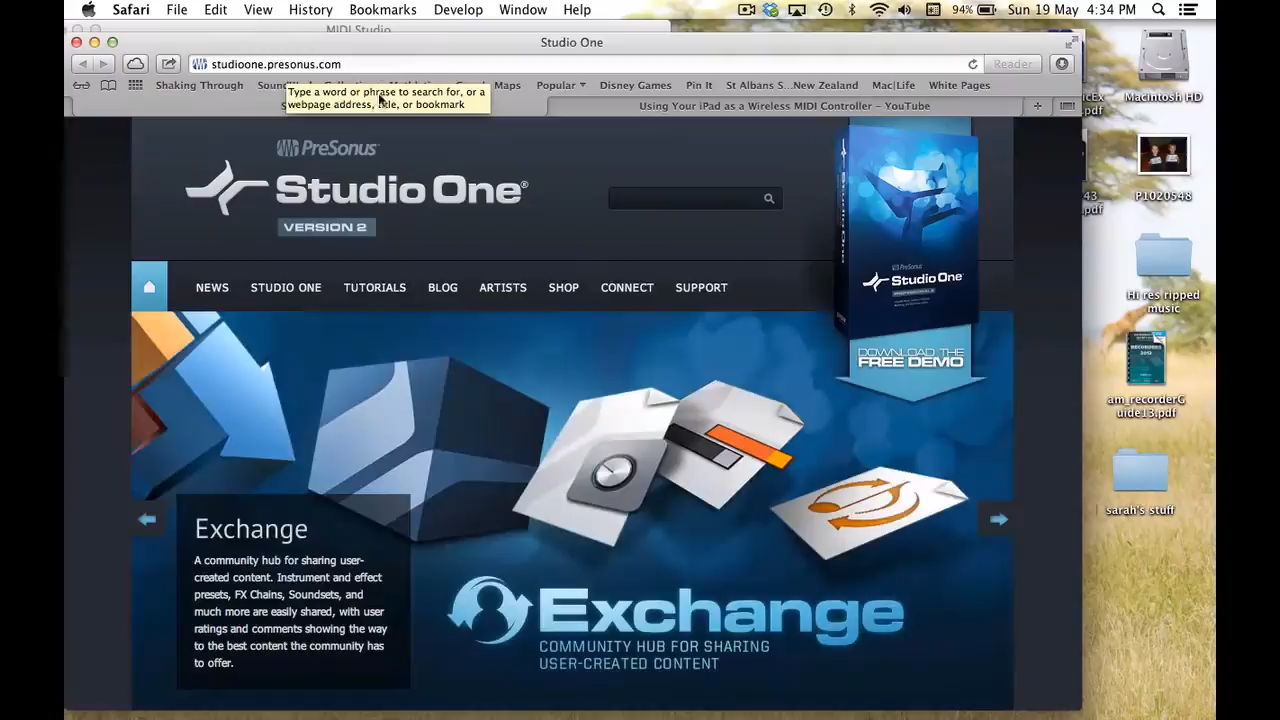 Safari File Edit View History Bookmarks Develop Window Help 94% Sun 19 May 4:34 PM
MIDI Studio
Studio One
studioone.presonus.com Reader
Shaking Through Maps Popular Disney Games Pin It St Albans S...New Zealand Mac|Life White Pages
Type a word or phrase to search for, or a
webpage address, title, or bookmark
Using Your iPad as a Wireless MIDI Controller – YouTube
PreSonus
Studio One®
VERSION 2
NEWS STUDIO ONE TUTORIALS BLOG ARTISTS SHOP CONNECT SUPPORT
PreSonus
Studio One
DOWNLOAD THE
FREE DEMO
Exchange
A community hub for sharing user-
created content. Instrument and effect
presets, FX Chains, Soundsets, and
much more are easily shared, with user
ratings and comments showing the way
to the best content the community has
to offer.
Exchange
COMMUNITY HUB FOR SHARING
USER-CREATED CONTENT
Macintosh HD
.pdf
P1020548
.pdf
Hi res ripped
music
RECORDERS
2013
am_recorderG
uide13.pdf
sarah's stuff